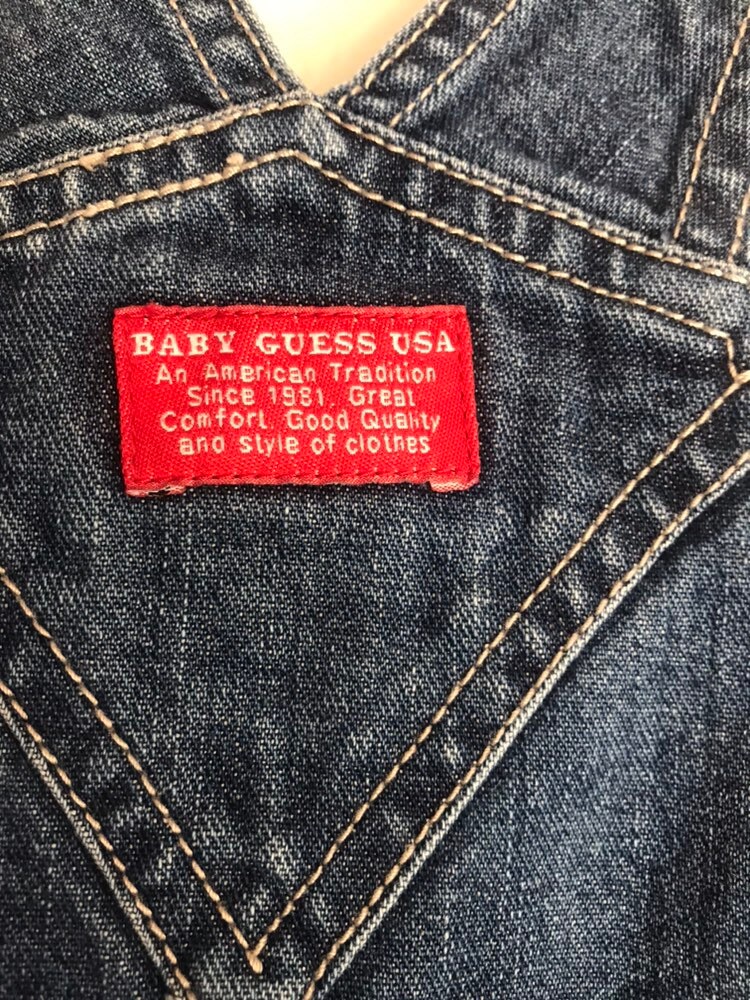 BABY GUESS USA
An American Tradition
Since 1981. Great
Comfort. Good Quality
and style of clothes